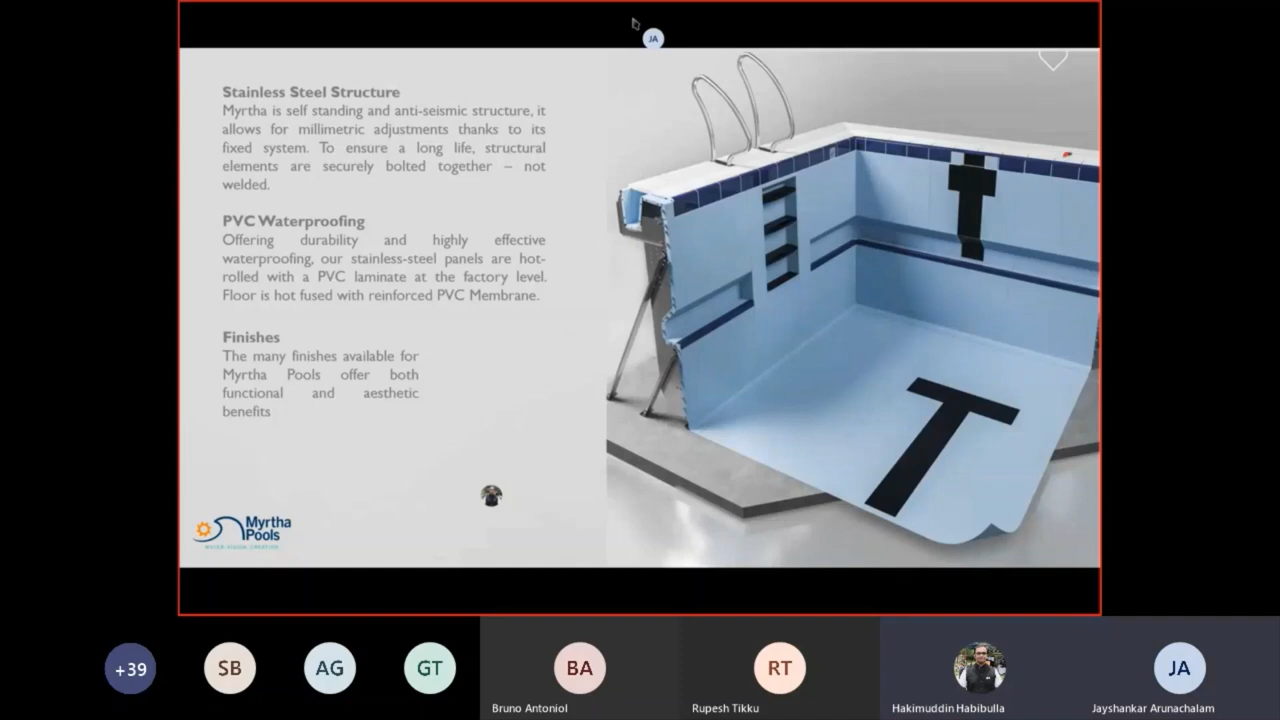 JA
Stainless Steel Structure
Myrtha is self standing and anti-seismic structure, it
allows for millimetric adjustments thanks to its
fixed system. To ensure a long life, structural
elements are securely bolted together – not
welded.
PVC Waterproofing
Offering durability and highly effective
waterproofing, our stainless-steel panels are hot-
rolled with a PVC laminate at the factory level.
Floor is hot fused with reinforced PVC Membrane.
Finishes
The many finishes available for
Myrtha Pools offer both
functional and aesthetic
benefits
Myrtha
Pools
+39
SB
AG
GT
BA
RT
JA
Bruno Antoniol
Rupesh Tikku
Hakimuddin Habibulla
Jayshankar Arunachalam